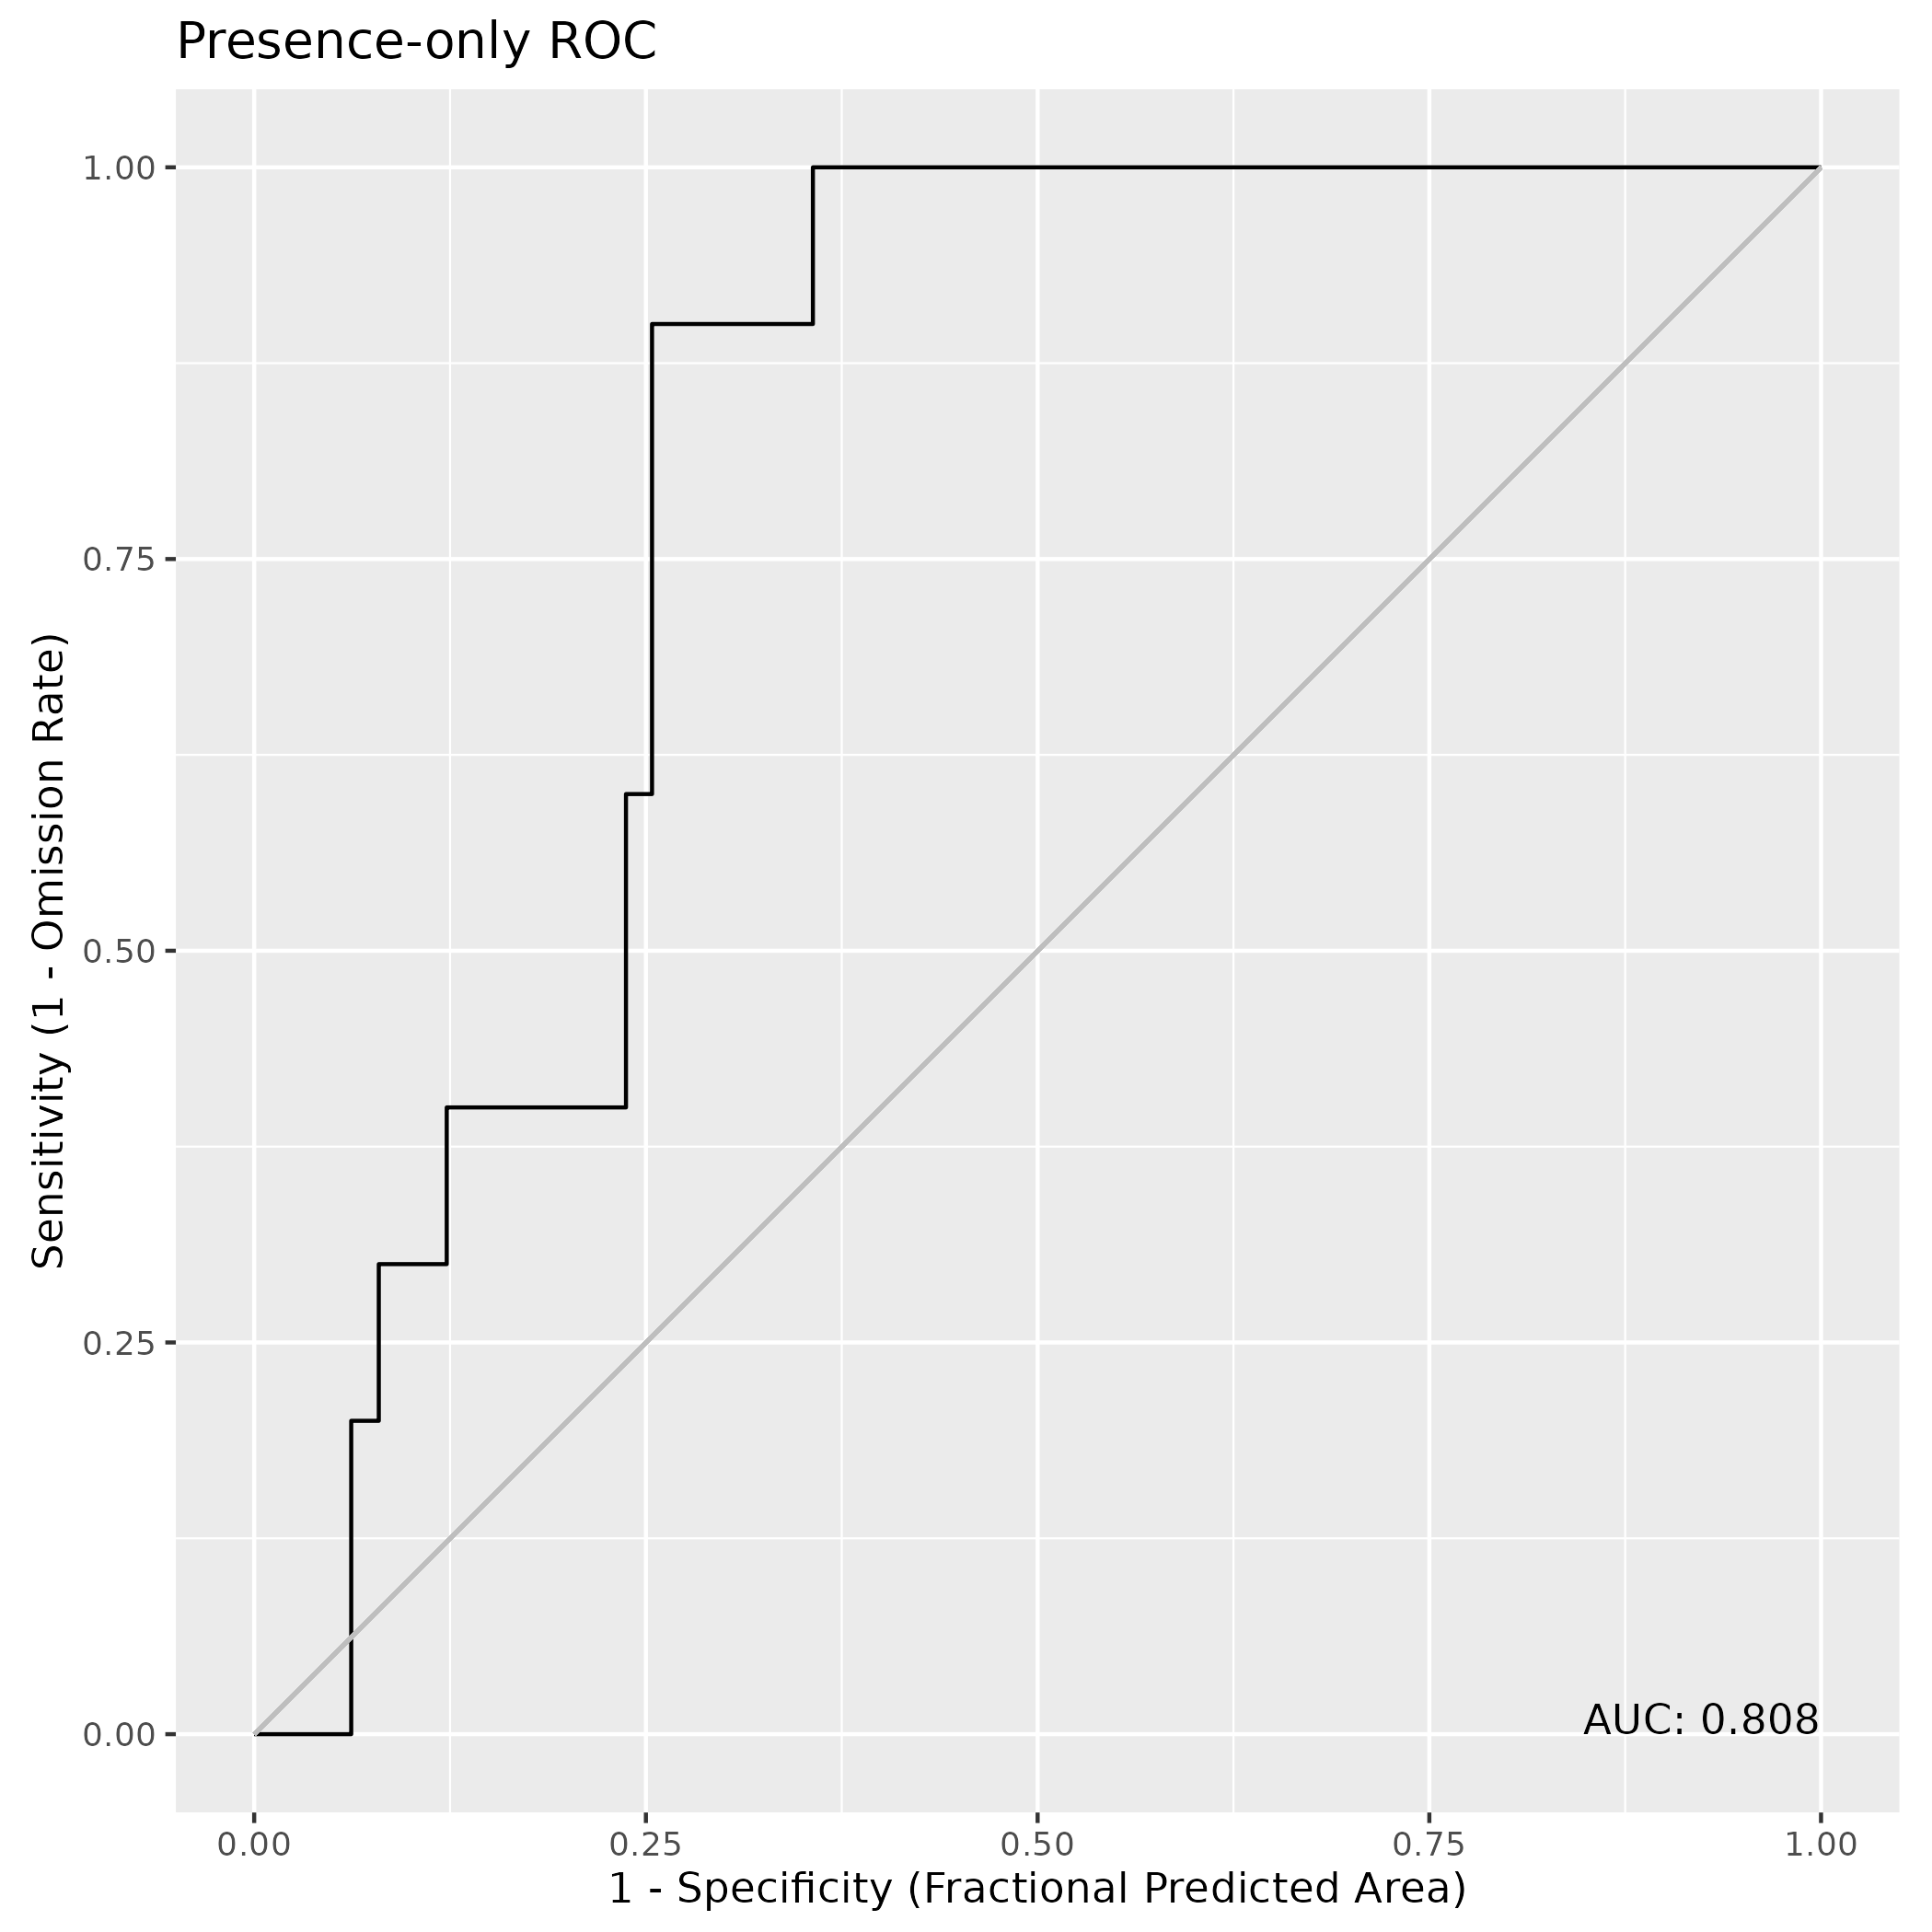 Presence-only ROC
Sensitivity (1 - Omission Rate)
1.00
0.75
0.50
0.25
0.00
AUC: 0.808
0.00 0.25 0.50 0.75 1.00
1 - Specificity (Fractional Predicted Area)